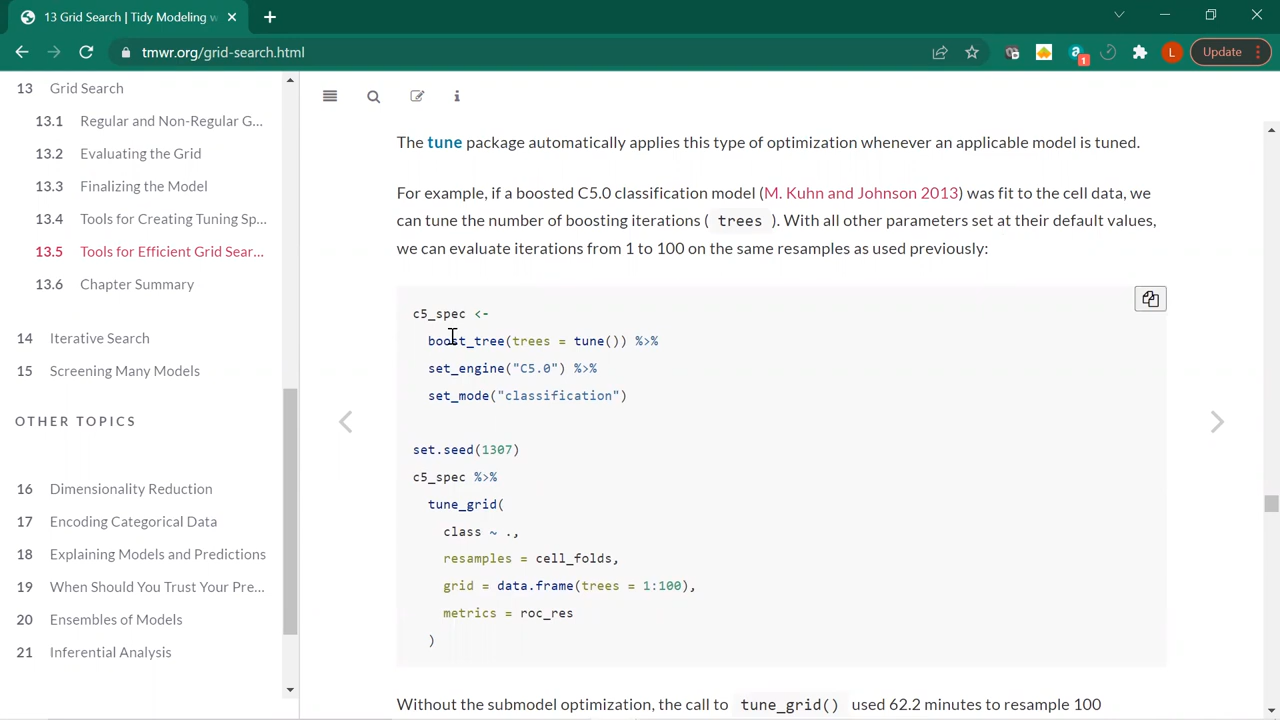 13 Grid Search | Tidy Modeling w
tmwr.org/grid-search.html
1
L
Update
13 Grid Search
13.1 Regular and Non-Regular G...
13.2 Evaluating the Grid
13.3 Finalizing the Model
13.4 Tools for Creating Tuning Sp...
13.5 Tools for Efficient Grid Sear...
13.6 Chapter Summary
14 Iterative Search
15 Screening Many Models
OTHER TOPICS
16 Dimensionality Reduction
17 Encoding Categorical Data
18 Explaining Models and Predictions
19 When Should You Trust Your Pre...
20 Ensembles of Models
21 Inferential Analysis
The tune package automatically applies this type of optimization whenever an applicable model is tuned.
For example, if a boosted C5.0 classification model (M. Kuhn and Johnson 2013) was fit to the cell data, we
can tune the number of boosting iterations ( trees ). With all other parameters set at their default values,
we can evaluate iterations from 1 to 100 on the same resamples as used previously:
c5_spec <-
boost_tree(trees = tune()) %>%
set_engine("C5.0") %>%
set_mode("classification")
set.seed(1307)
c5_spec %>%
tune_grid(
class ~ .,
resamples = cell_folds,
grid = data.frame(trees = 1:100),
metrics = roc_res
)
Without the submodel optimization, the call to tune_grid() used 62.2 minutes to resample 100